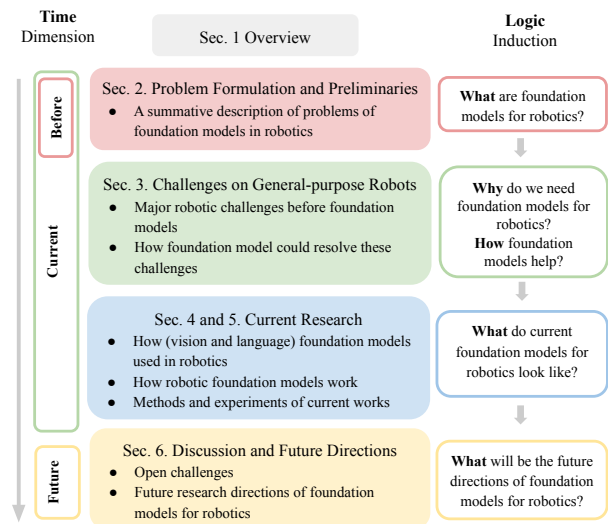 Time
Dimension
Sec. 1 Overview
Logic
Induction
Before
Sec. 2. Problem Formulation and Preliminaries
● A summative description of problems of
foundation models in robotics
What are foundation
models for robotics?
Current
Sec. 3. Challenges on General-purpose Robots
● Major robotic challenges before foundation
models
● How foundation model could resolve these
challenges
Why do we need
foundation models for
robotics?
How foundation
models help?
Sec. 4 and 5. Current Research
● How (vision and language) foundation models
used in robotics
● How robotic foundation models work
● Methods and experiments of current works
What do current
foundation models for
robotics look like?
Future
Sec. 6. Discussion and Future Directions
● Open challenges
● Future research directions of foundation
models for robotics
What will be the future
directions of foundation
models for robotics?